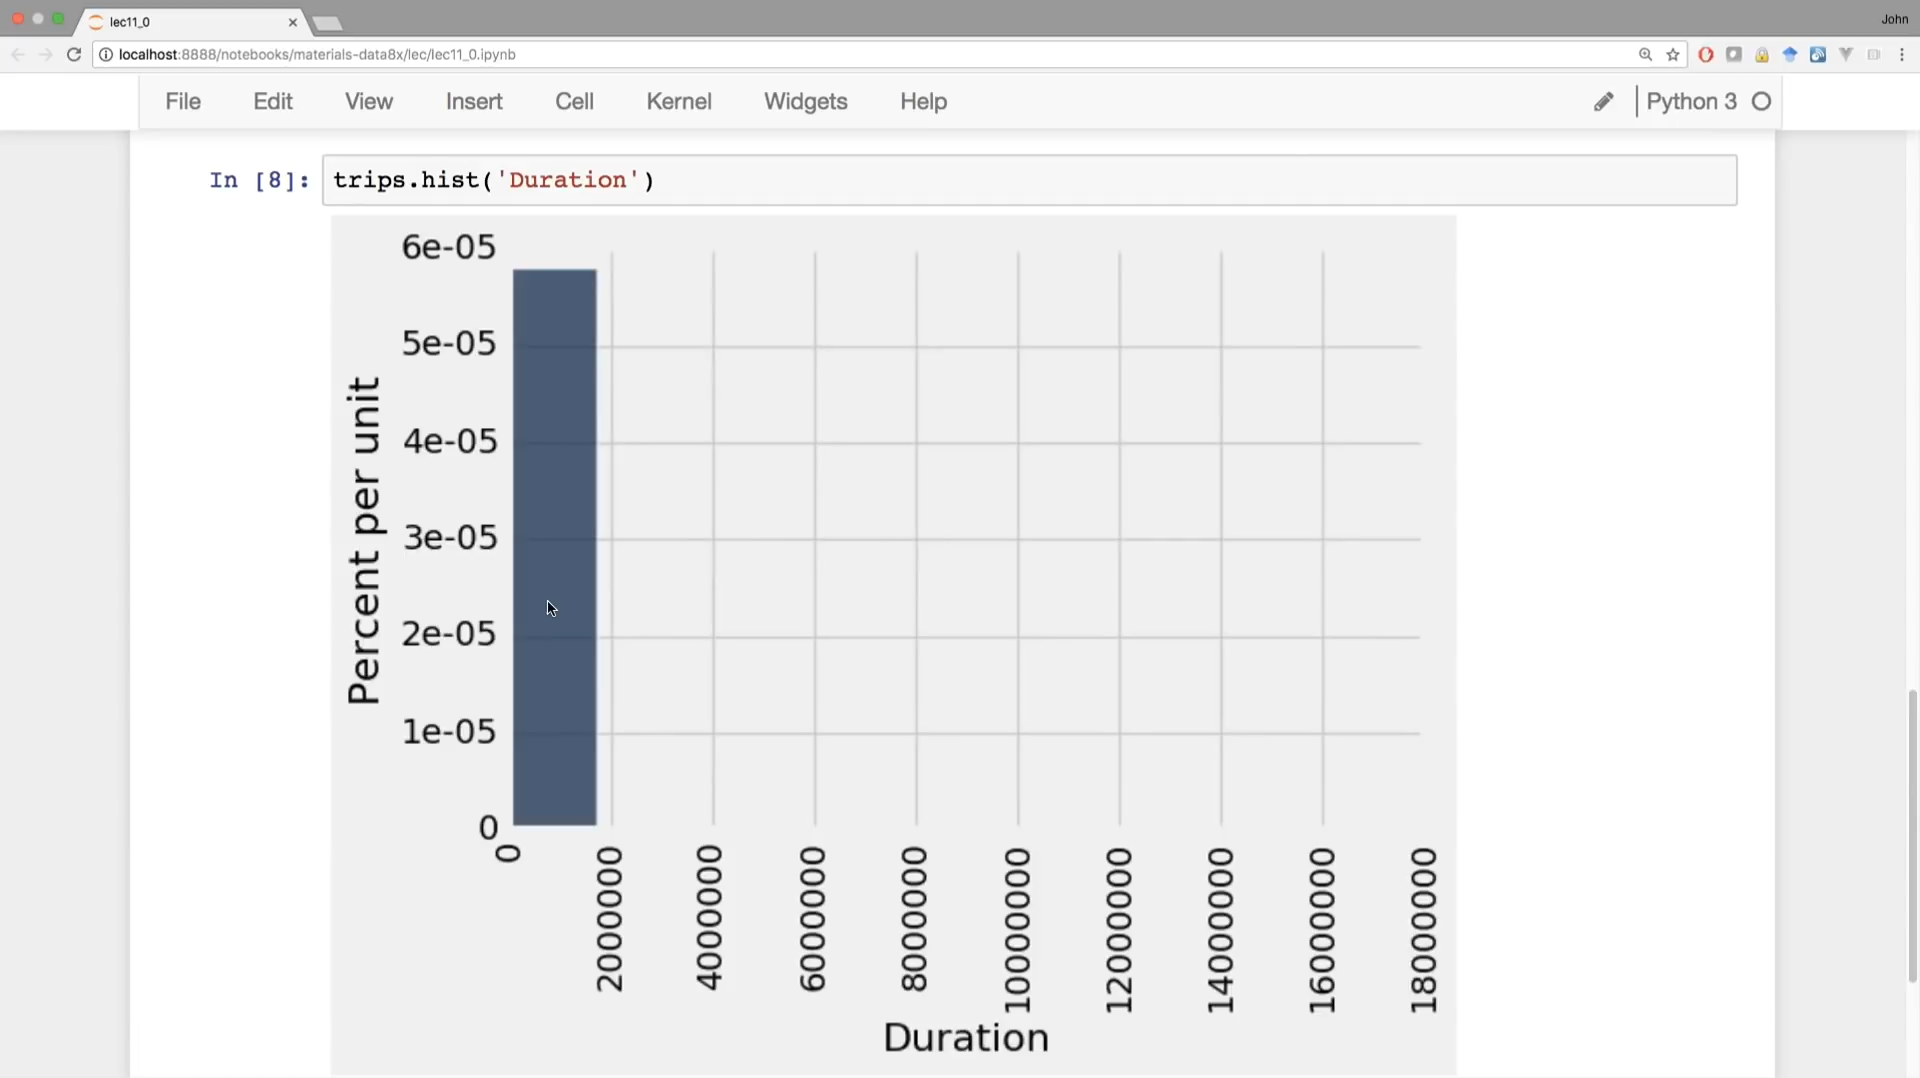 lec11_0
John
localhost:8888/notebooks/materials-data8x/lec/lec11_0.ipynb
File Edit View Insert Cell Kernel Widgets Help Python 3
In [8]: trips.hist('Duration')
6e-05
5e-05
4e-05
3e-05
2e-05
1e-05
0
Percent per unit
0 2000000 4000000 6000000 8000000 10000000 12000000 14000000 16000000 18000000
Duration